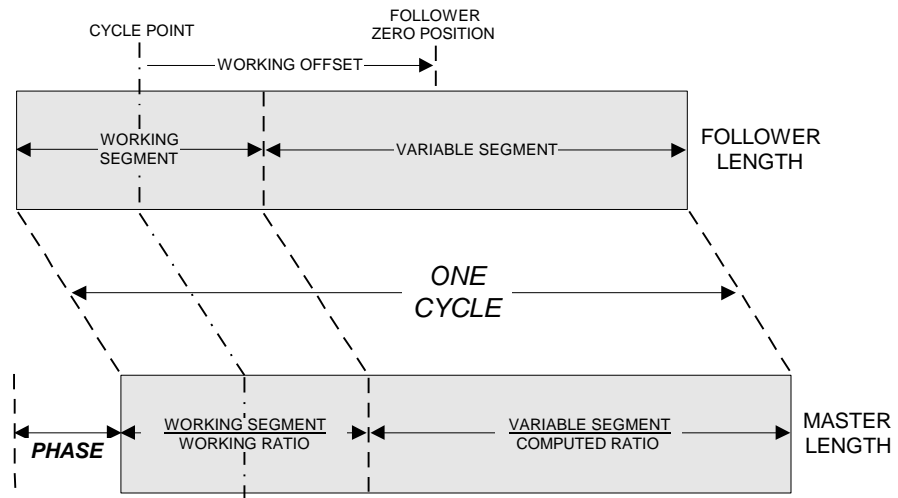 CYCLE POINT
FOLLOWER
ZERO POSITION
WORKING OFFSET
WORKING
SEGMENT
VARIABLE SEGMENT
FOLLOWER
LENGTH
ONE
CYCLE
PHASE
WORKING SEGMENT
WORKING RATIO
VARIABLE SEGMENT
COMPUTED RATIO
MASTER
LENGTH